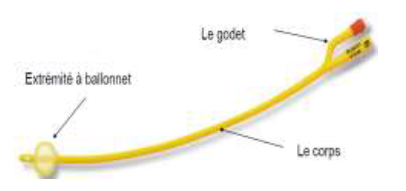 Le godet
Extrémité à ballonnet
Le corps